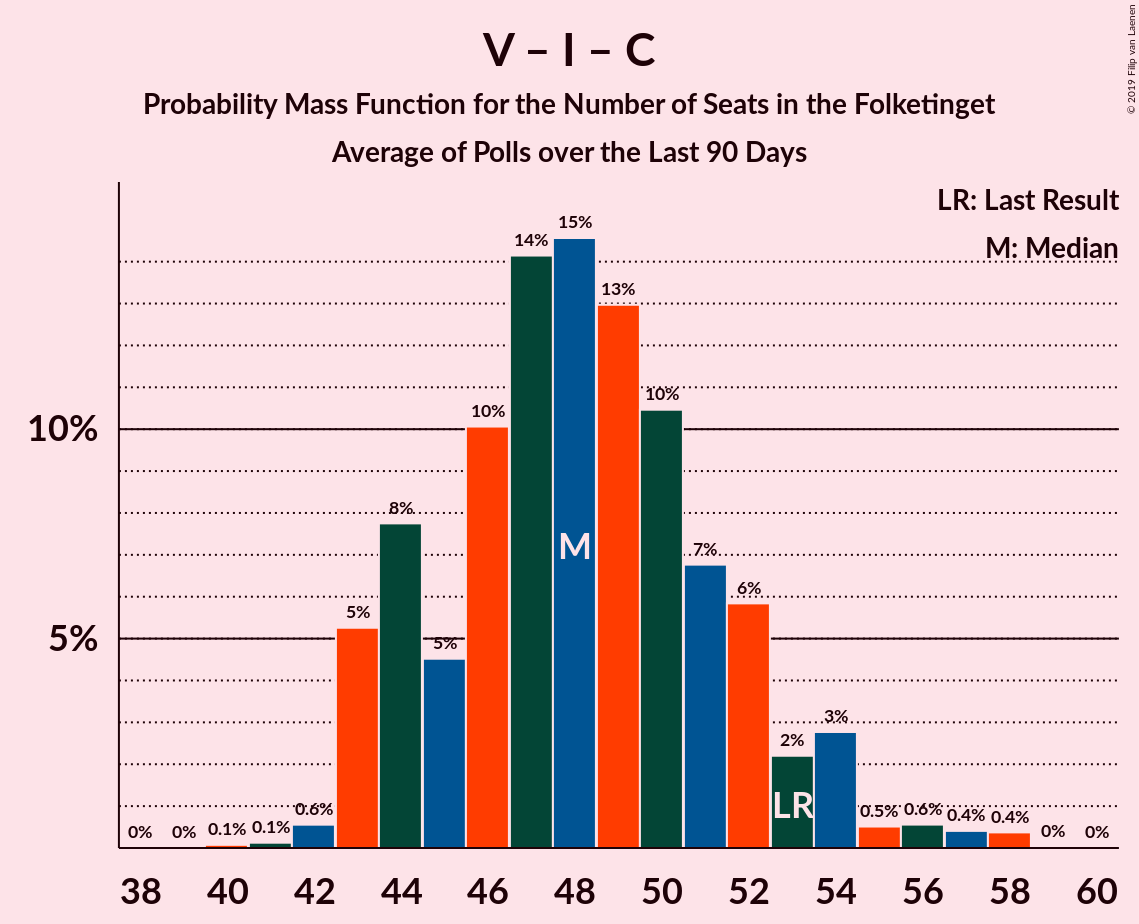 V – I – C
Probability Mass Function for the Number of Seats in the Folketinget
Average of Polls over the Last 90 Days
© 2019 Filip van Laenen
LR: Last Result
M: Median
10%
5%
0%
0%
0.1%
0.1%
0.6%
5%
8%
5%
10%
14%
15%
13%
10%
7%
6%
2%
3%
0.5%
0.6%
0.4%
0.4%
0%
0%
M
LR
38 40 42 44 46 48 50 52 54 56 58 60